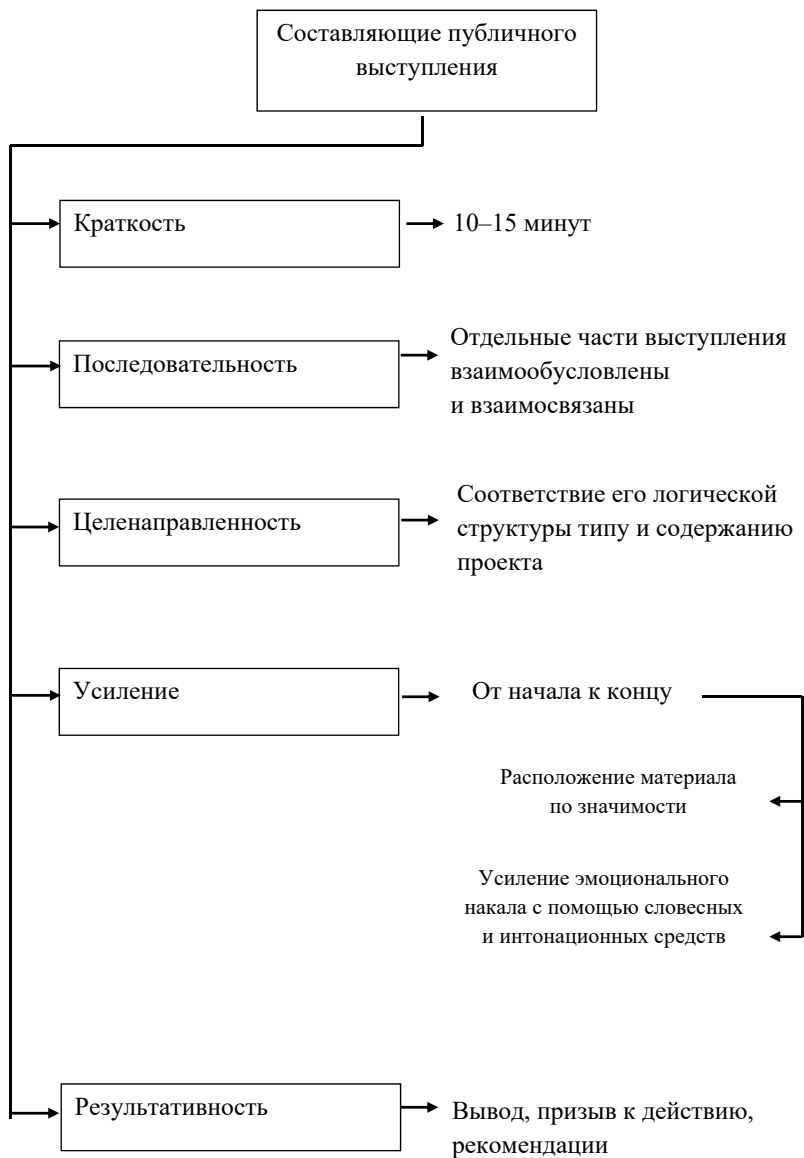 Составляющие публичного
выступления
Краткость
10–15 минут
Последовательность
Отдельные части выступления
взаимообусловлены
и взаимосвязаны
Целенаправленность
Соответствие его логической
структуры типу и содержанию
проекта
Усиление
От начала к концу
Расположение материала
по значимости
Усиление эмоционального
накала с помощью словесных
и интонационных средств
Результативность
Вывод, призыв к действию,
рекомендации